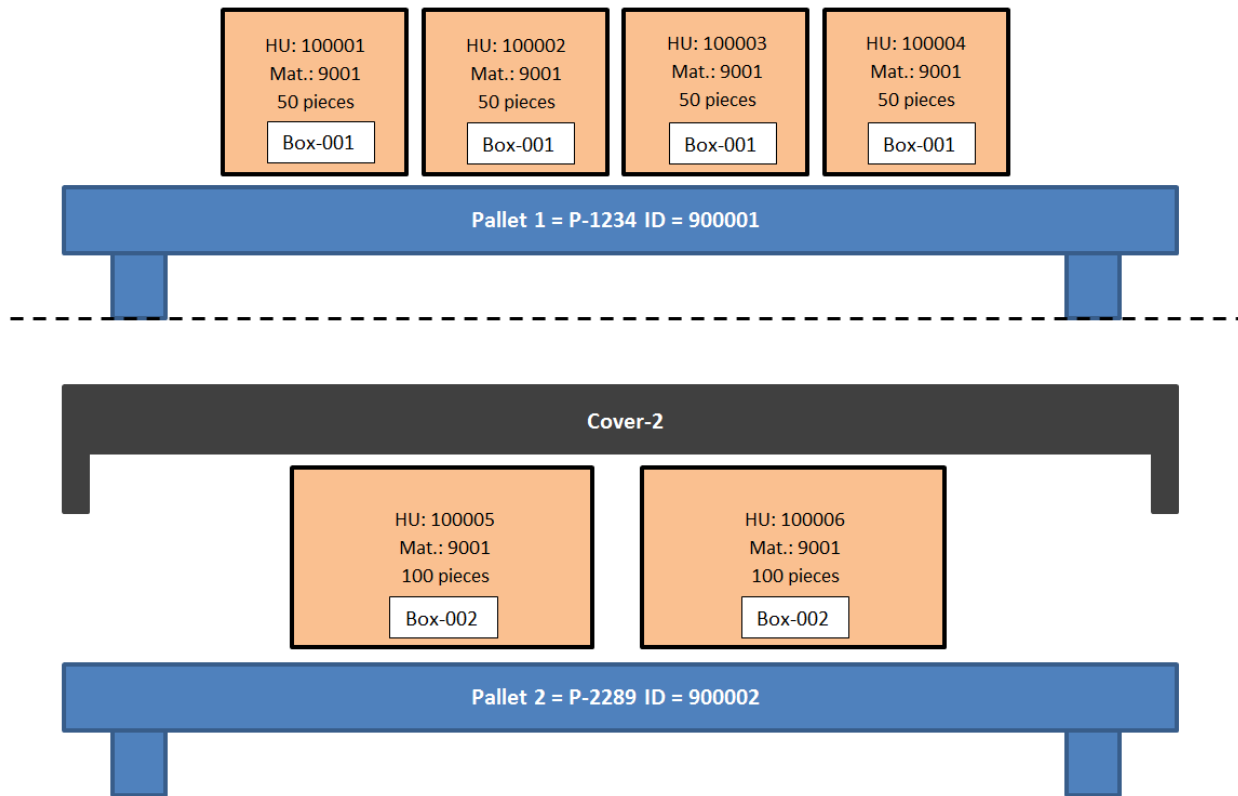 HU: 100001
Mat.: 9001
50 pieces
Box-001
HU: 100002
Mat.: 9001
50 pieces
Box-001
HU: 100003
Mat.: 9001
50 pieces
Box-001
HU: 100004
Mat.: 9001
50 pieces
Box-001
Pallet 1 = P-1234 ID = 900001
Cover-2
HU: 100005
Mat.: 9001
100 pieces
Box-002
HU: 100006
Mat.: 9001
100 pieces
Box-002
Pallet 2 = P-2289 ID = 900002